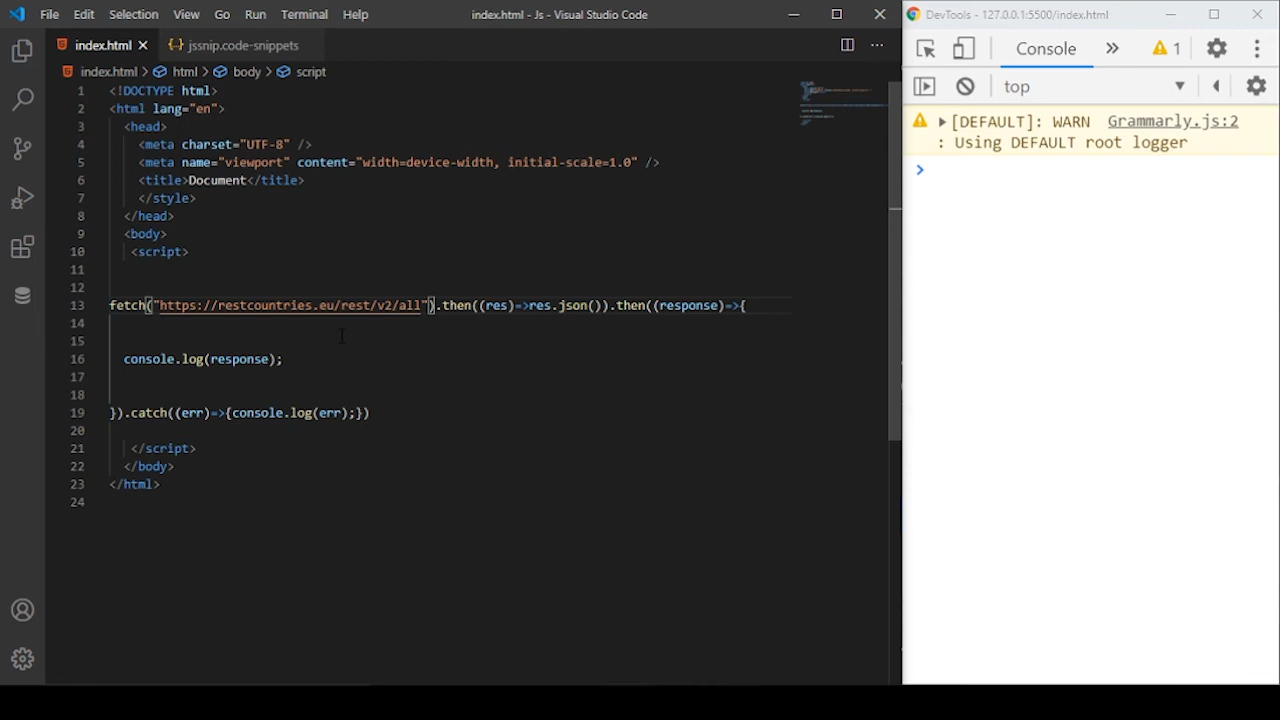 File Edit Selection View Go Run Terminal Help index.html - Js - Visual Studio Code
index.html jssnip.code-snippets
index.html html body script
1 <!DOCTYPE html>
2 <html lang="en">
3 <head>
4 <meta charset="UTF-8" />
5 <meta name="viewport" content="width=device-width, initial-scale=1.0" />
6 <title>Document</title>
7 </style>
8 </head>
9 <body>
10 <script>
11
12
13 fetch("https://restcountries.eu/rest/v2/all").then((res)=>res.json()).then((response)=>{
14
15
16 console.log(response);
17
18
19 }).catch((err)=>{console.log(err);})
20
21 </script>
22 </body>
23 </html>
24
DevTools - 127.0.0.1:5500/index.html
Console 1
top
[DEFAULT]: WARN Grammarly.js:2
: Using DEFAULT root logger